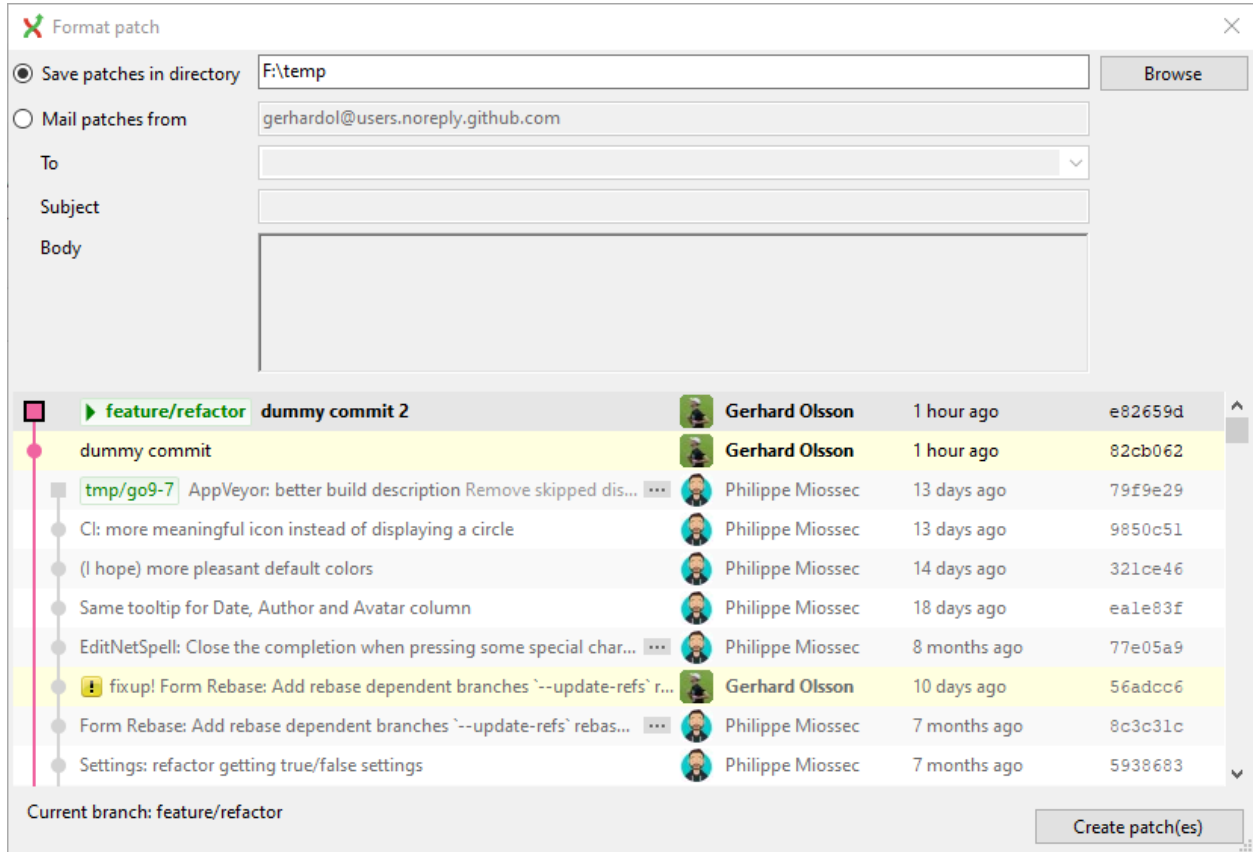 Format patch
Save patches in directory F:\temp Browse
Mail patches from gerhardol@users.noreply.github.com
To
Subject
Body
feature/refactor dummy commit 2 Gerhard Olsson 1 hour ago e82659d
dummy commit Gerhard Olsson 1 hour ago 82cb062
tmp/go9-7 AppVeyor: better build description Remove skipped dis... Philippe Miossec 13 days ago 79f9e29
CI: more meaningful icon instead of displaying a circle Philippe Miossec 13 days ago 9850c51
(I hope) more pleasant default colors Philippe Miossec 14 days ago 321ce46
Same tooltip for Date, Author and Avatar column Philippe Miossec 18 days ago ea1e83f
EditNetSpell: Close the completion when pressing some special char... Philippe Miossec 8 months ago 77e05a9
fixup! Form Rebase: Add rebase dependent branches `--update-refs` r... Gerhard Olsson 10 days ago 56adcc6
Form Rebase: Add rebase dependent branches `--update-refs` rebas... Philippe Miossec 7 months ago 8c3c31c
Settings: refactor getting true/false settings Philippe Miossec 7 months ago 5938683
Current branch: feature/refactor
Create patch(es)